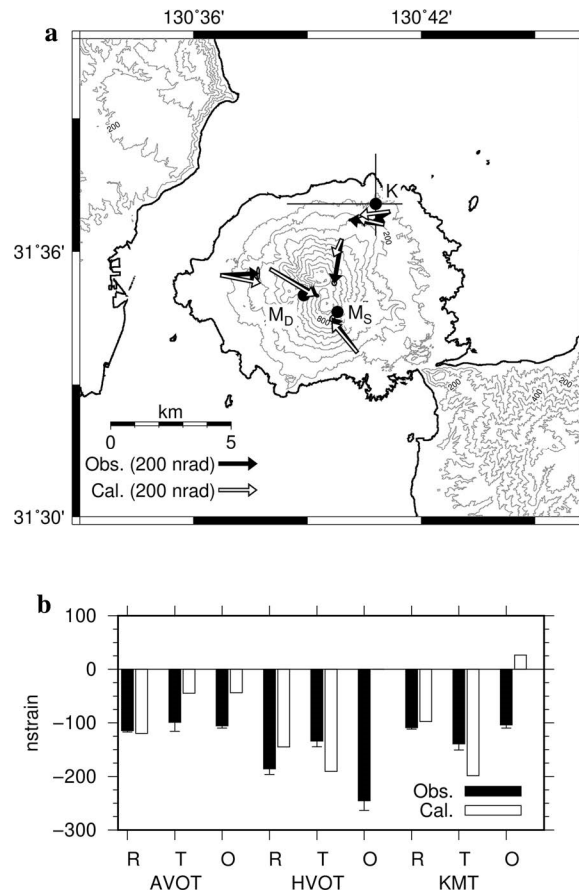 130˚36' 130˚42'
a
200
K
200
31˚36'
M_D M_S
800
km
0 5
200
200
400
Obs. (200 nrad)
Cal. (200 nrad)
31˚30'
b
100
0
−100
−200
−300
nstrain
Obs.
Cal.
R T O R T O R T O
AVOT HVOT KMT